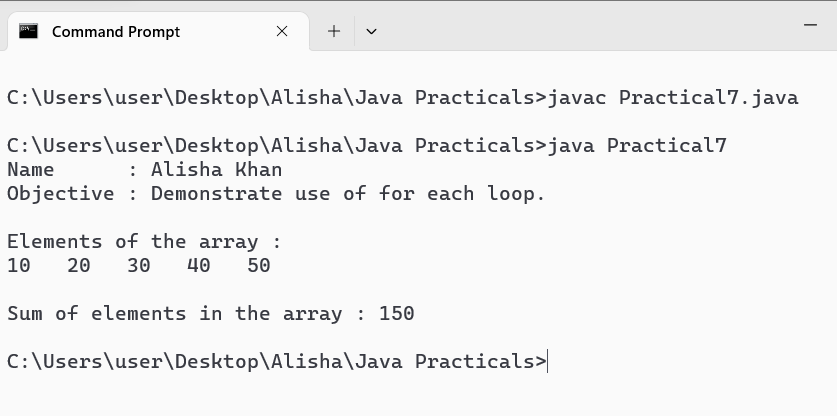 Command Prompt
C:\Users\user\Desktop\Alisha\Java Practicals>javac Practical7.java
C:\Users\user\Desktop\Alisha\Java Practicals>java Practical7
Name      : Alisha Khan
Objective : Demonstrate use of for each loop.
Elements of the array :
10   20   30   40   50
Sum of elements in the array : 150
C:\Users\user\Desktop\Alisha\Java Practicals>